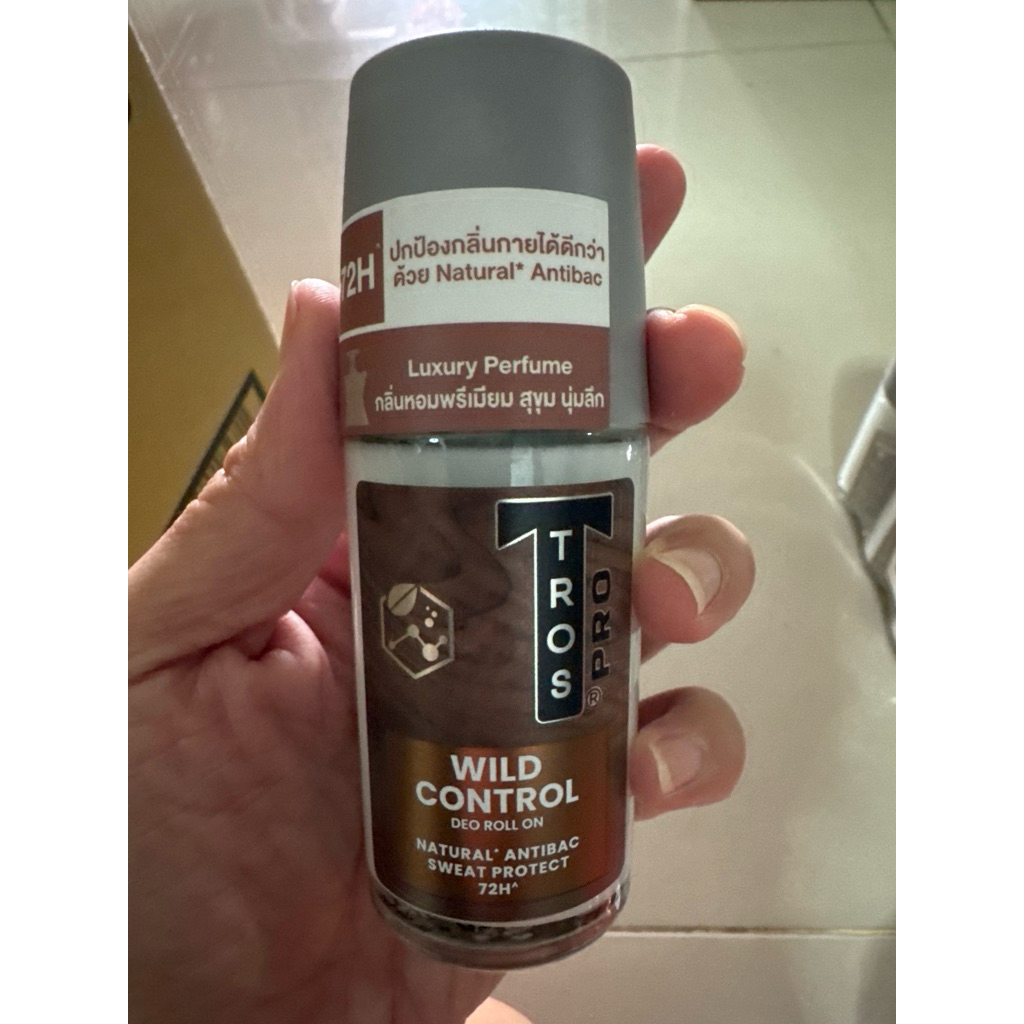 72H^
ปกป้องกลิ่นกายได้ดีกว่า
ด้วย Natural* Antibac
Luxury Perfume
กลิ่นหอมพรีเมียม สุขุม นุ่มลึก
TROS
PRO
®
WILD
CONTROL
DEO ROLL ON
NATURAL* ANTIBAC
SWEAT PROTECT
72H^